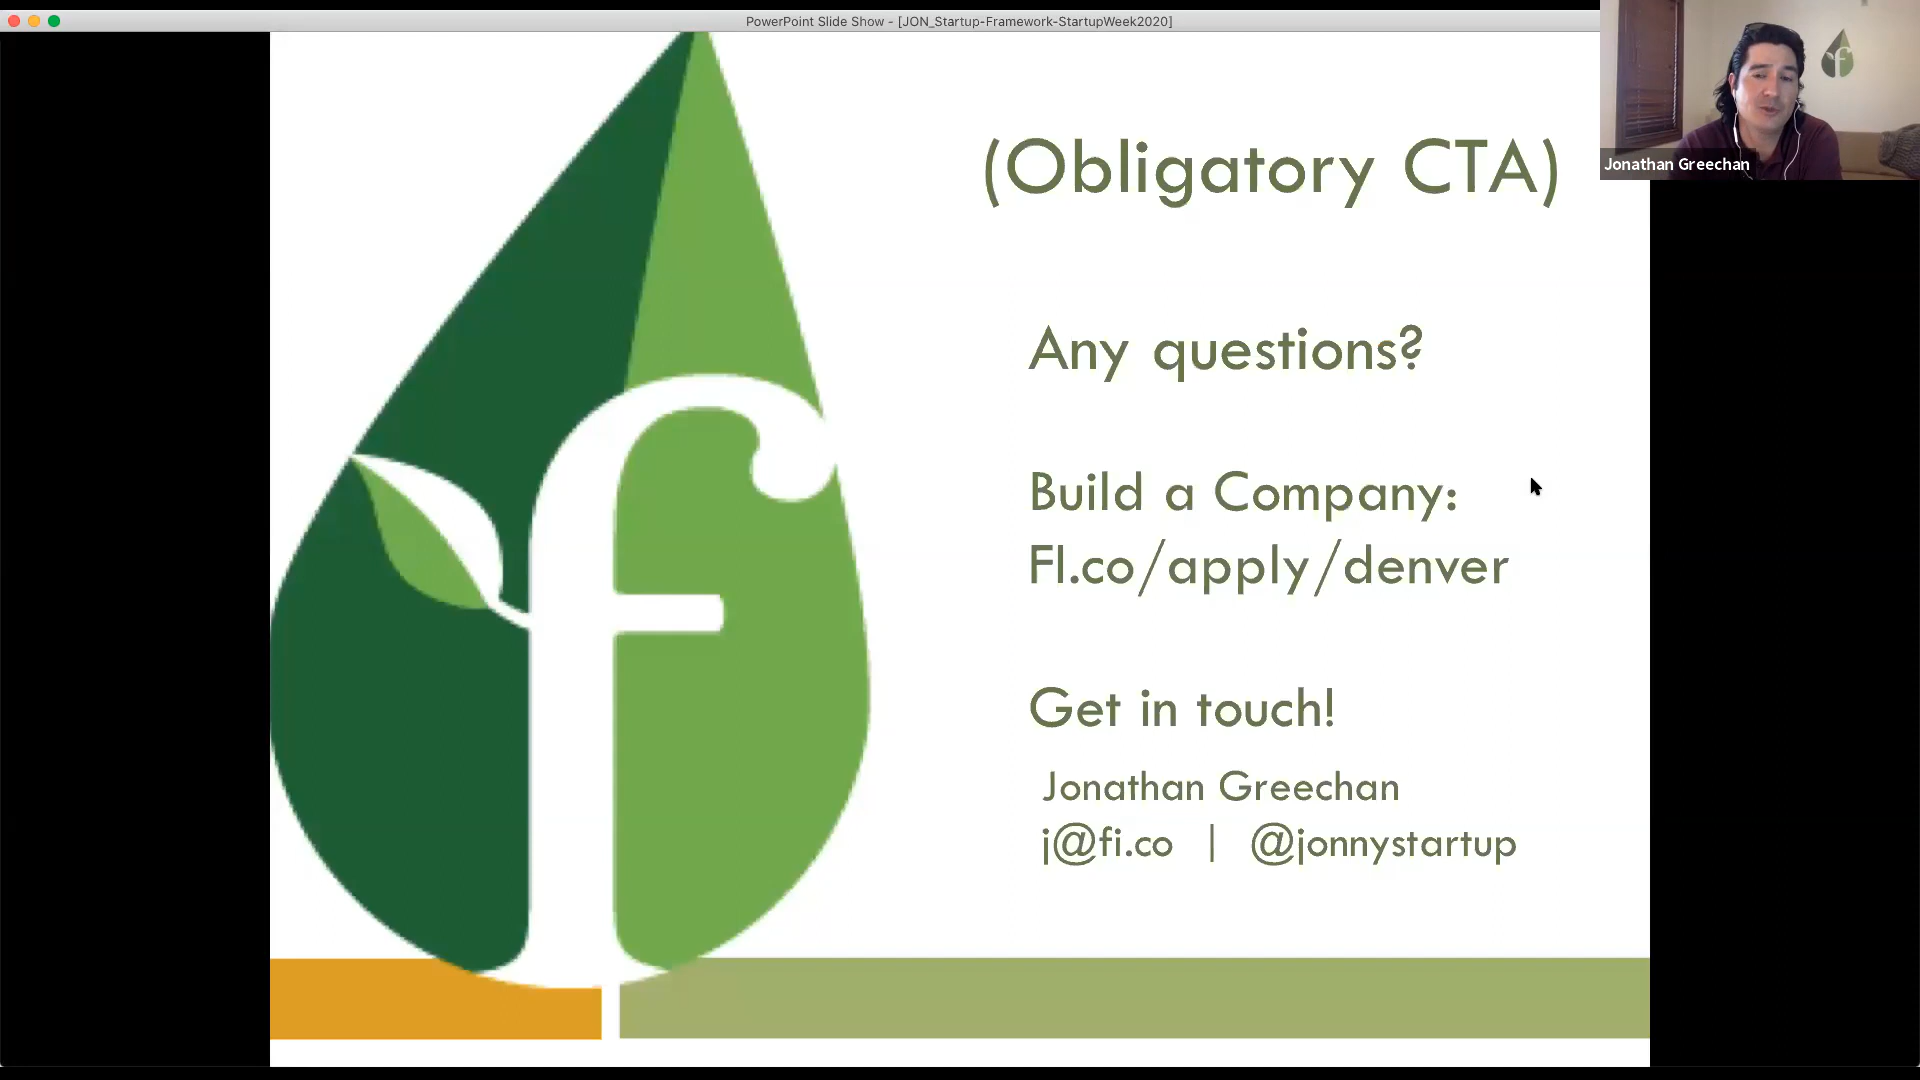 PowerPoint Slide Show - [JON_Startup-Framework-StartupWeek2020]
Jonathan Greechan
(Obligatory CTA)
Any questions?
Build a Company:
FI.co/apply/denver
Get in touch!
Jonathan Greechan
j@fi.co | @jonnystartup
f
f